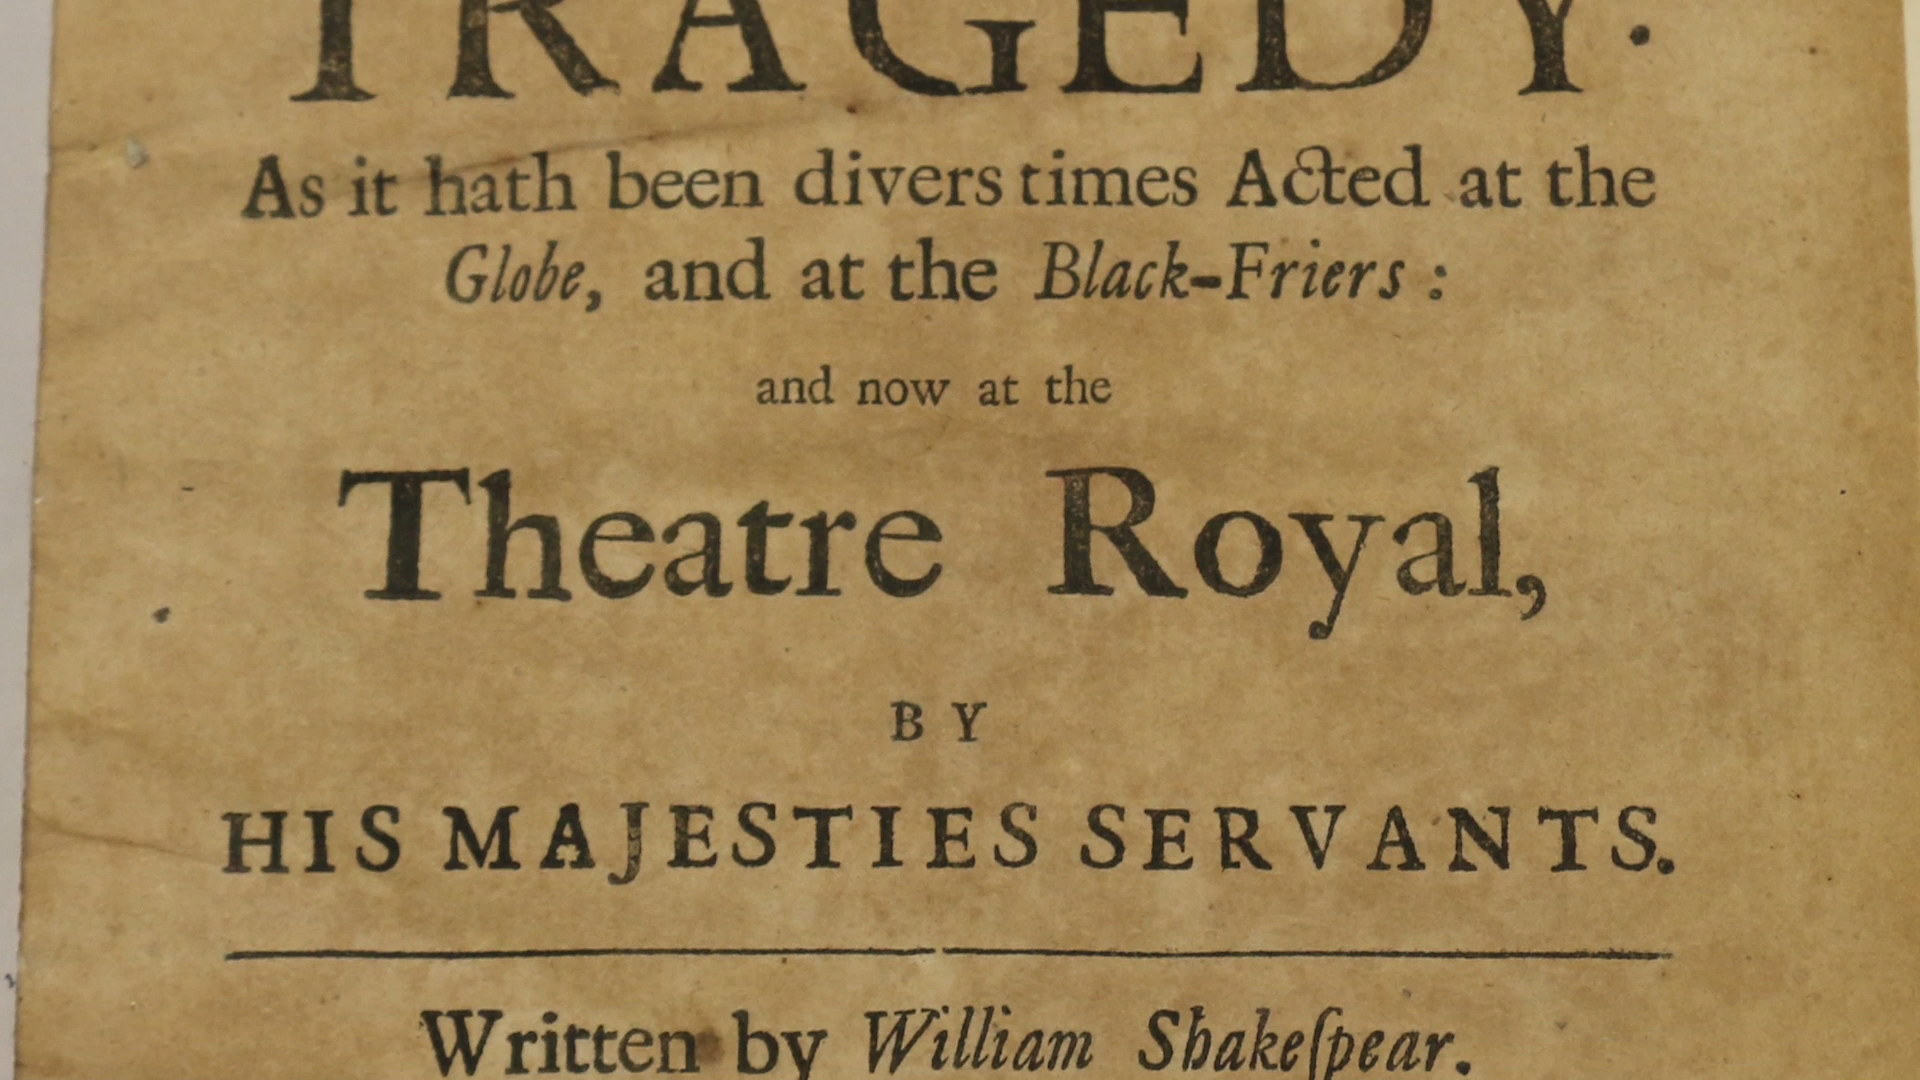 TRAGEDY.
As it hath been divers times Acted at the
Globe, and at the Black-Friers :
and now at the
Theatre Royal,
BY
HIS MAJESTIES SERVANTS.
Written by William Shakeſpear.